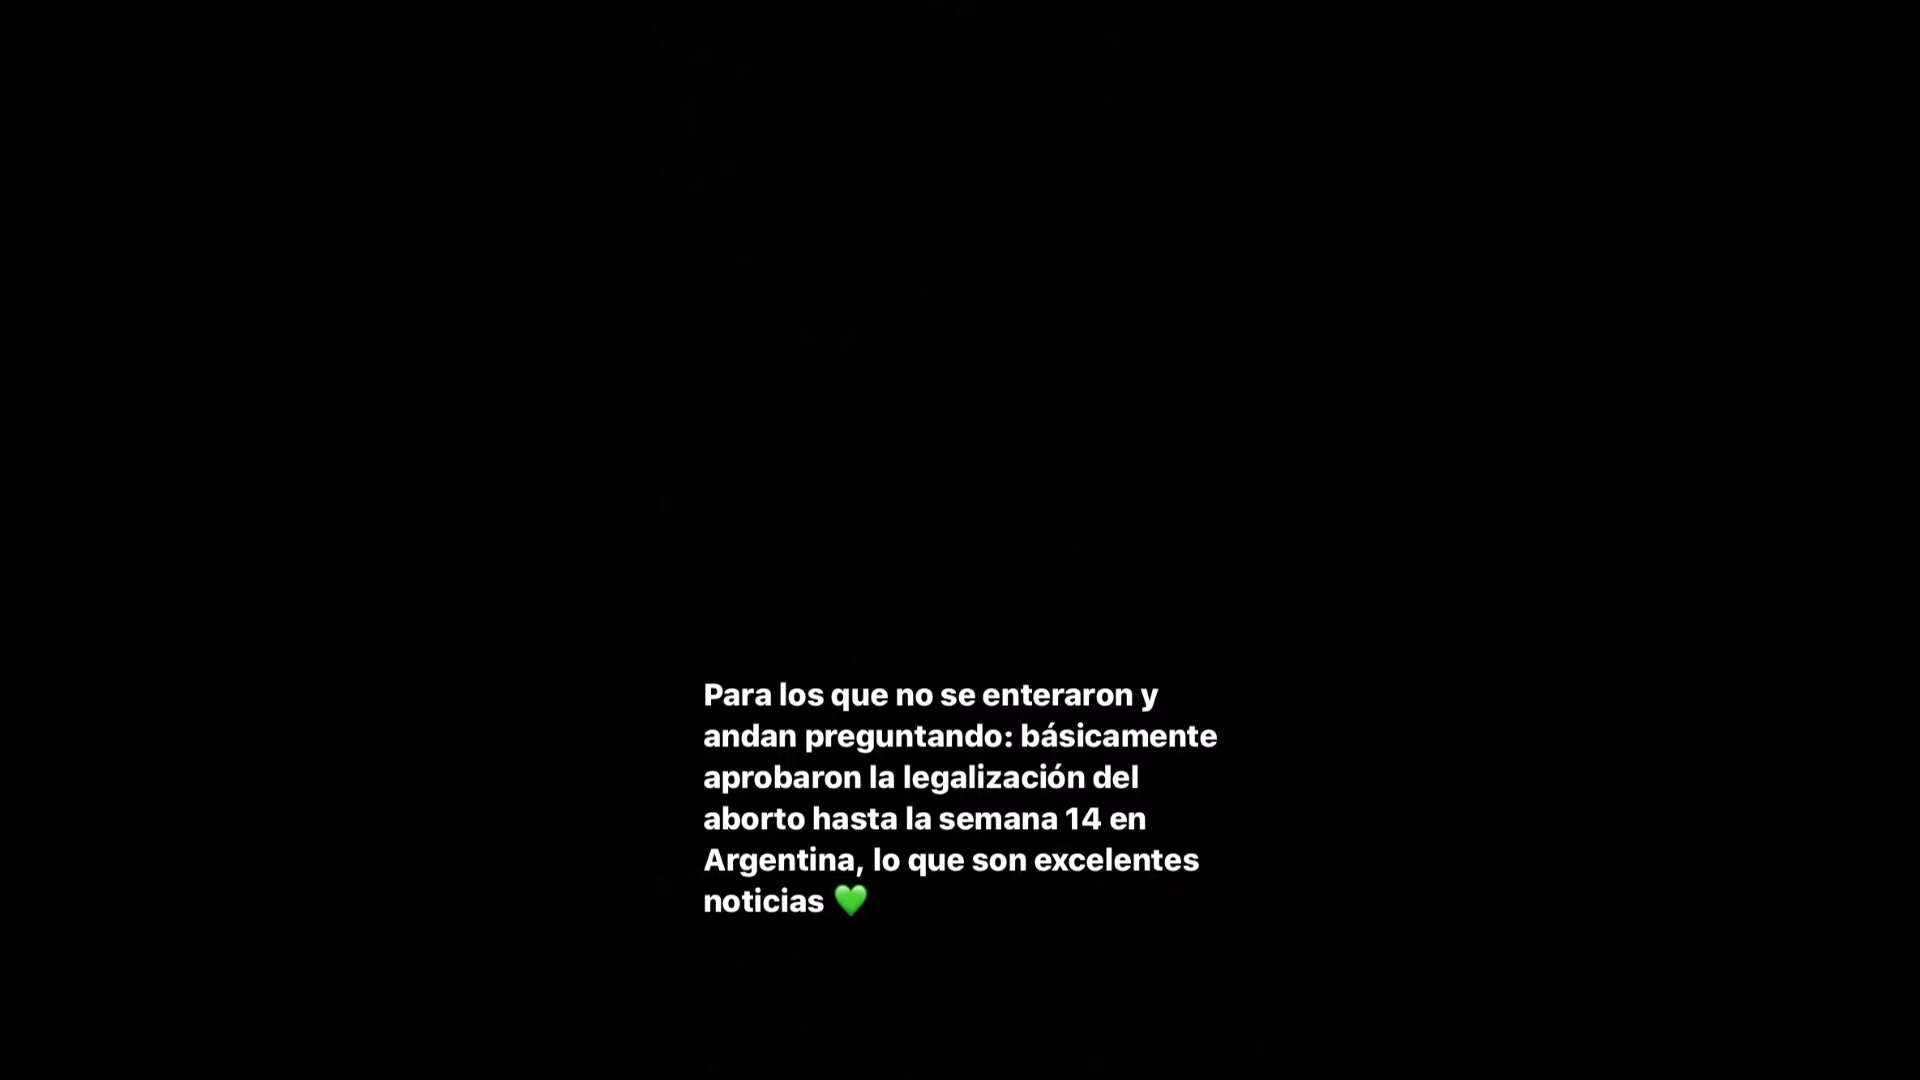 Para los que no se enteraron y
andan preguntando: básicamente
aprobaron la legalización del
aborto hasta la semana 14 en
Argentina, lo que son excelentes
noticias 💚